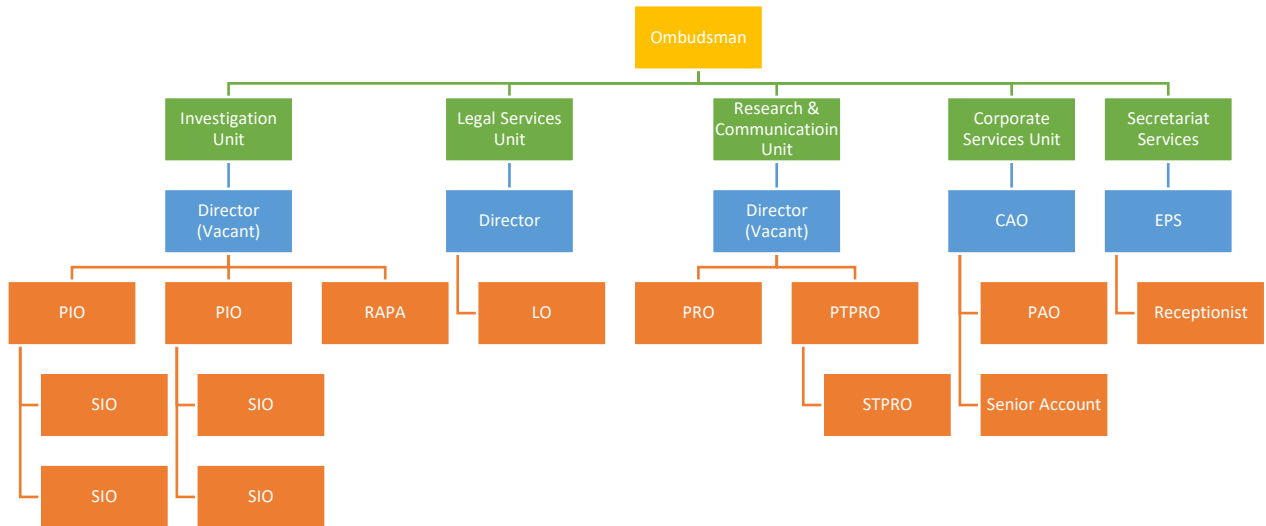 Ombudsman
Investigation
Unit
Legal Services
Unit
Research &
Communicatioin
Unit
Corporate
Services Unit
Secretariat
Services
Director
(Vacant)
Director
Director
(Vacant)
CAO
EPS
PIO
PIO
RAPA
LO
PRO
PTPRO
PAO
Receptionist
SIO
SIO
STPRO
Senior Account
SIO
SIO